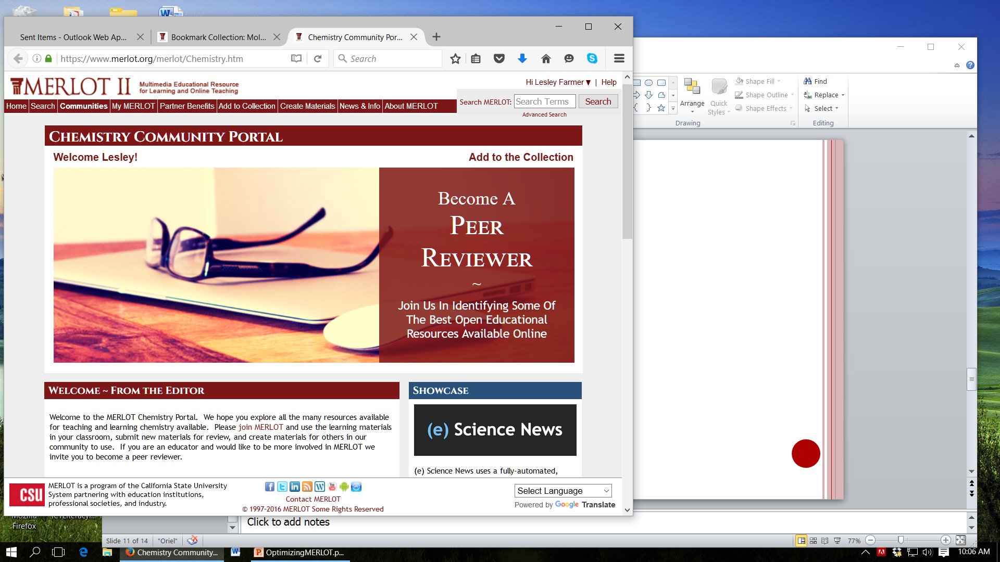 Sent Items - Outlook Web Ap...
Bookmark Collection: Mol...
Chemistry Community Por...
https://www.merlot.org/merlot/Chemistry.htm
Search
MERLOT II
Multimedia Educational Resource
for Learning and Online Teaching
Hi Lesley Farmer ▼ | Help
Home Search Communities My MERLOT Partner Benefits Add to Collection Create Materials News & Info About MERLOT
Search MERLOT: Search Terms Search
Advanced Search
Chemistry Community Portal
Welcome Lesley!
Add to the Collection
Become A
Peer
Reviewer
~
Join Us In Identifying Some Of
The Best Open Educational
Resources Available Online
Welcome ~ From the Editor
Welcome to the MERLOT Chemistry Portal. We hope you explore all the many resources available
for teaching and learning chemistry available. Please join MERLOT and use the learning materials
in your classroom, submit new materials for review, and create materials for others in our
community to use. If you are an educator and would like to be more involved in MERLOT we
invite you to become a peer reviewer.
Showcase
(e) Science News
(e) Science News uses a fully-automated,
CSU
MERLOT is a program of the California State University
System partnering with education institutions,
professional societies, and industry.
Contact MERLOT
© 1997-2016 MERLOT Some Rights Reserved
Select Language
Powered by Google Translate
Arrange
Quick
Styles
Shape Fill
Shape Outline
Shape Effects
Drawing
Find
Replace
Select
Editing
Firefox
Click to add notes
Slide 11 of 14
"Oriel"
77%
Chemistry Community...
OptimizingMERLOT.p...
10:06 AM